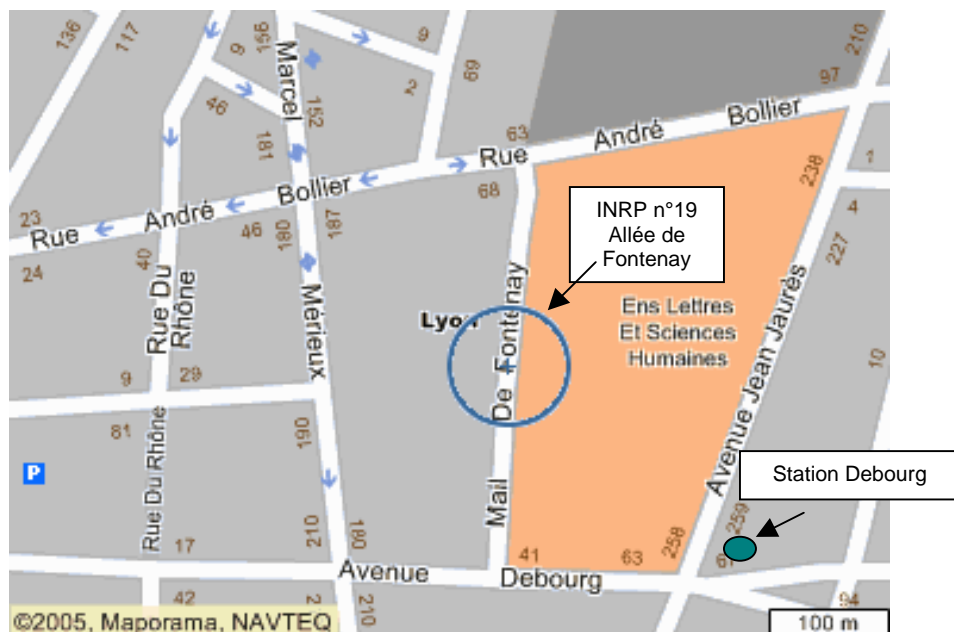 136
117
9
46
156
Marcel
152
181
9
2
69
63
Rue André Bollier
97
210
238
1
4
227
10
23
Rue André Bollier
24
40
46
180
187
68
INRP n°19
Allée de
Fontenay
Ens Lettres
Et Sciences
Humaines
Lyon
Mail De Fontenay
Avenue Jean Jaurès
Rue Du
Rhône
Mérieux
9
29
81
190
P
Rue Du Rhône
Station Debourg
259
61
258
17
210
180
41
63
Avenue Debourg
42
2
210
94
©2005, Maporama, NAVTEQ
100 m